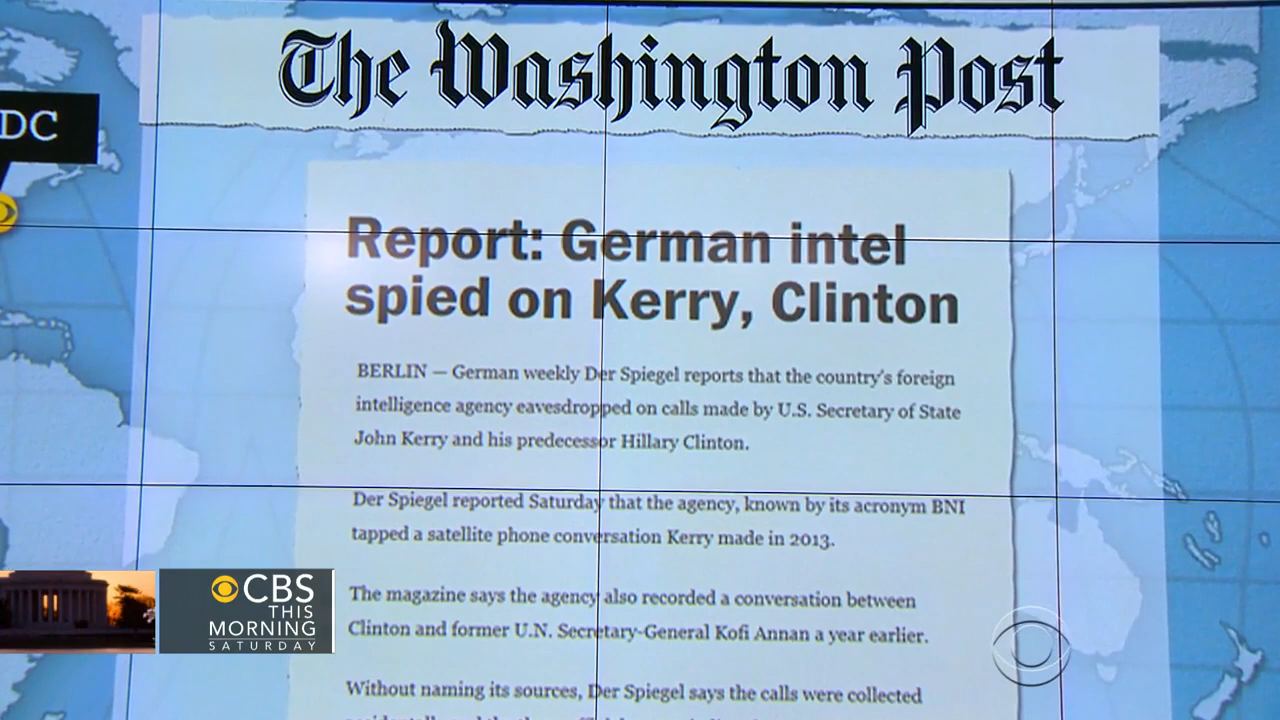 The Washington Post
DC
Report: German intel
spied on Kerry, Clinton
BERLIN — German weekly Der Spiegel reports that the country's foreign
intelligence agency eavesdropped on calls made by U.S. Secretary of State
John Kerry and his predecessor Hillary Clinton.
Der Spiegel reported Saturday that the agency, known by its acronym BNI
tapped a satellite phone conversation Kerry made in 2013.
The magazine says the agency also recorded a conversation between
Clinton and former U.N. Secretary-General Kofi Annan a year earlier.
Without naming its sources, Der Spiegel says the calls were collected
CBS
THIS
MORNING
SATURDAY